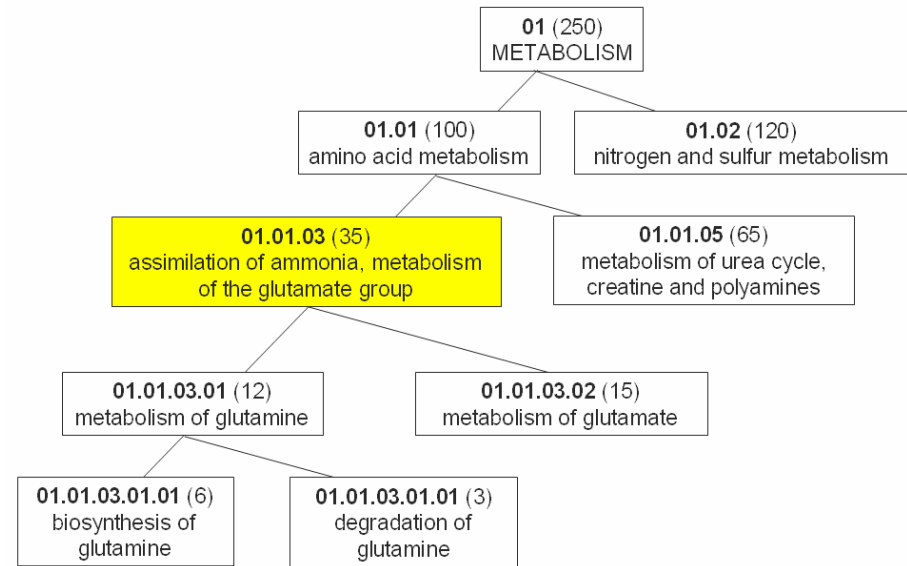 01 (250)
METABOLISM
01.01 (100)
amino acid metabolism
01.02 (120)
nitrogen and sulfur metabolism
01.01.03 (35)
assimilation of ammonia, metabolism
of the glutamate group
01.01.05 (65)
metabolism of urea cycle,
creatine and polyamines
01.01.03.01 (12)
metabolism of glutamine
01.01.03.02 (15)
metabolism of glutamate
01.01.03.01.01 (6)
biosynthesis of
glutamine
01.01.03.01.01 (3)
degradation of
glutamine